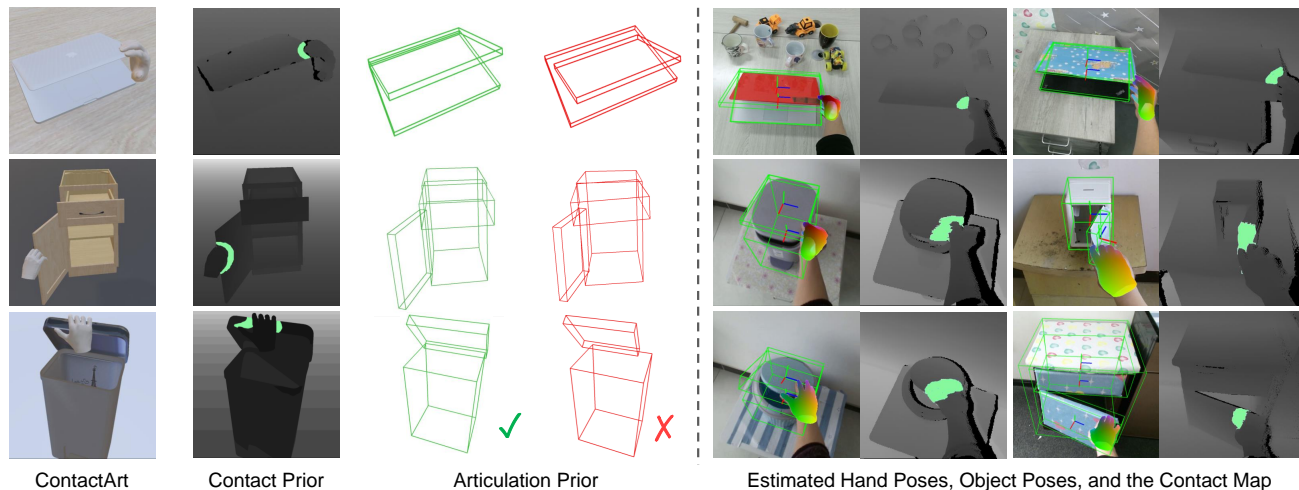 ContactArt
Contact Prior
Articulation Prior
Estimated Hand Poses, Object Poses, and the Contact Map